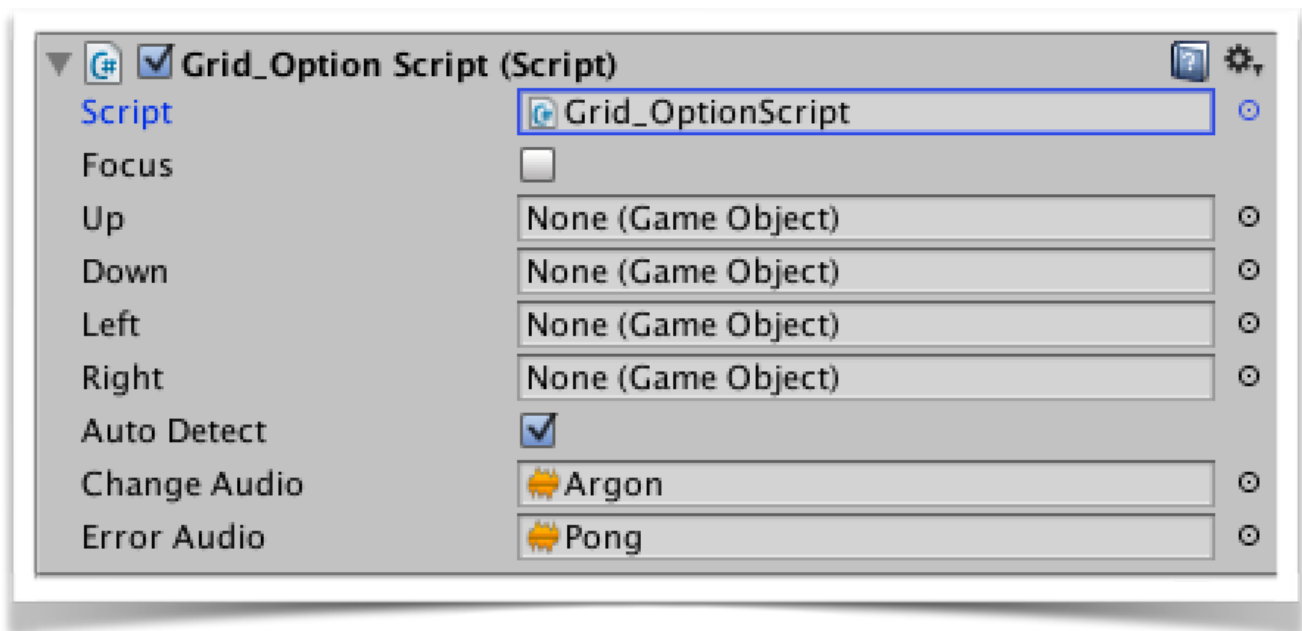 Grid_Option Script (Script)
Script Grid_OptionScript
Focus
Up None (Game Object)
Down None (Game Object)
Left None (Game Object)
Right None (Game Object)
Auto Detect
Change Audio Argon
Error Audio Pong